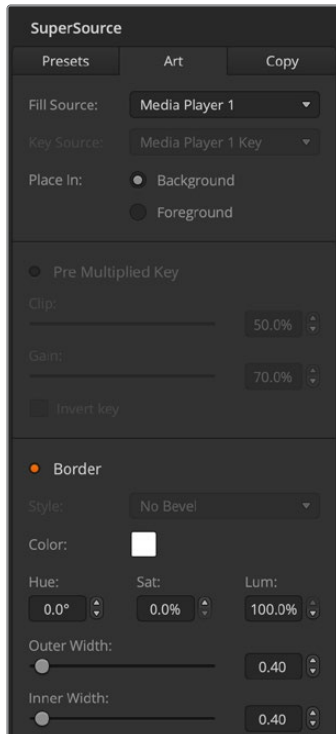 SuperSource
Presets Art Copy
Fill Source: Media Player 1
Key Source: Media Player 1 Key
Place In: Background
Foreground
Pre Multiplied Key
Clip:
50.0%
Gain:
70.0%
Invert key
Border
Style: No Bevel
Color:
Hue: Sat: Lum:
0.0° 0.0% 100.0%
Outer Width:
0.40
Inner Width:
0.40